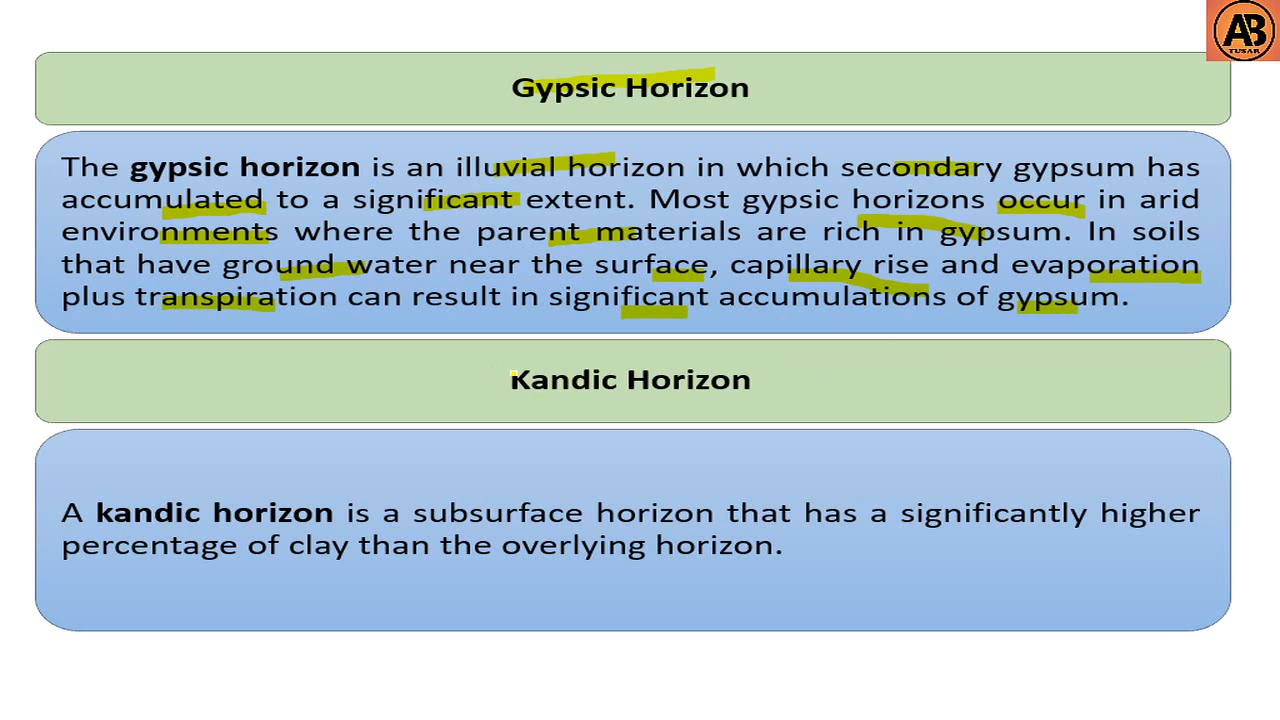 AB
TUSAR
Gypsic Horizon
The gypsic horizon is an illuvial horizon in which secondary gypsum has
accumulated to a significant extent. Most gypsic horizons occur in arid
environments where the parent materials are rich in gypsum. In soils
that have ground water near the surface, capillary rise and evaporation
plus transpiration can result in significant accumulations of gypsum.
Kandic Horizon
A kandic horizon is a subsurface horizon that has a significantly higher
percentage of clay than the overlying horizon.